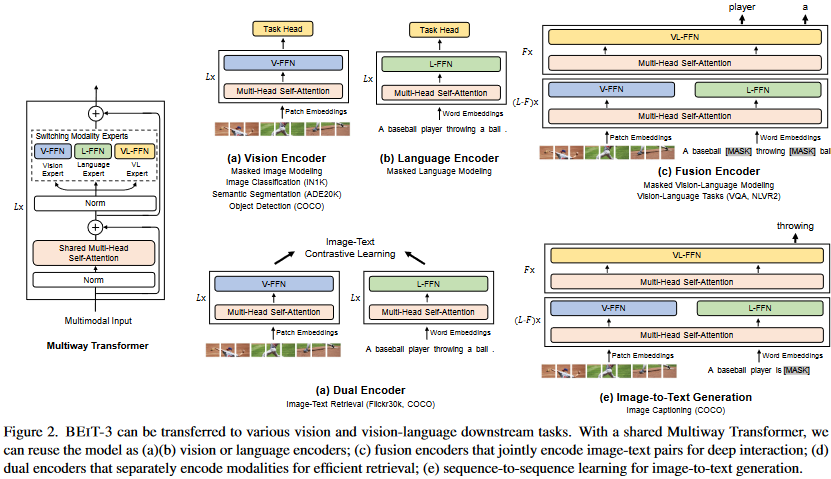 Multiway Transformer
Switching Modality Experts
V-FFN
L-FFN
VL-FFN
Vision
Expert
Language
Expert
VL
Expert
Norm
Lx
Shared Multi-Head
Self-Attention
Norm
Multimodal Input
Task Head
V-FFN
Lx
Multi-Head Self-Attention
Patch Embeddings
(a) Vision Encoder
Masked Image Modeling
Image Classification (IN1K)
Semantic Segmentation (ADE20K)
Object Detection (COCO)
Task Head
L-FFN
Lx
Multi-Head Self-Attention
Word Embeddings
A baseball player throwing a ball .
(b) Language Encoder
Masked Language Modeling
player a
VL-FFN
Fx
Multi-Head Self-Attention
V-FFN
L-FFN
(L-F)x
Multi-Head Self-Attention
Patch Embeddings
Word Embeddings
A baseball [MASK] throwing [MASK] ball
(c) Fusion Encoder
Masked Vision-Language Modeling
Vision-Language Tasks (VQA, NLVR2)
Image-Text
Contrastive Learning
V-FFN
L-FFN
Lx
Multi-Head Self-Attention
Lx
Multi-Head Self-Attention
Patch Embeddings
Word Embeddings
A baseball player throwing a ball .
(a) Dual Encoder
Image-Text Retrieval (Flickr30k, COCO)
throwing
VL-FFN
Fx
Multi-Head Self-Attention
V-FFN
L-FFN
(L-F)x
Multi-Head Self-Attention
Patch Embeddings
Word Embeddings
A baseball player is [MASK]
(e) Image-to-Text Generation
Image Captioning (COCO)
Figure 2. BEIT-3 can be transferred to various vision and vision-language downstream tasks. With a shared Multiway Transformer, we
can reuse the model as (a)(b) vision or language encoders; (c) fusion encoders that jointly encode image-text pairs for deep interaction; (d)
dual encoders that separately encode modalities for efficient retrieval; (e) sequence-to-sequence learning for image-to-text generation.